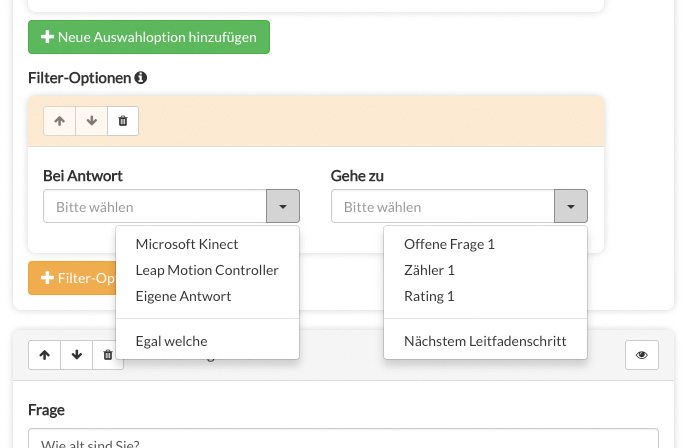 Neue Auswahloption hinzufügen
Filter-Optionen
Bei Antwort
Gehe zu
Bitte wählen
Bitte wählen
Microsoft Kinect
Leap Motion Controller
Eigene Antwort
Egal welche
Offene Frage 1
Zähler 1
Rating 1
Nächstem Leitfadenschritt
Filter-Op
Frage
Wie alt sind Sie?